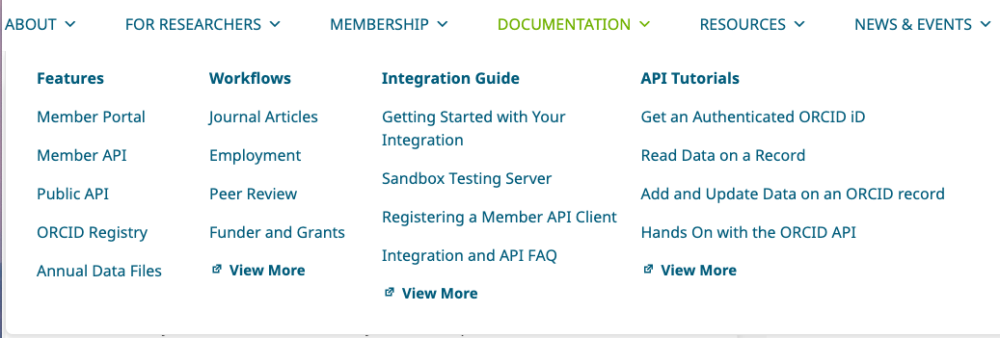 ABOUT FOR RESEARCHERS MEMBERSHIP DOCUMENTATION RESOURCES NEWS & EVENTS
Features
Member Portal
Member API
Public API
ORCID Registry
Annual Data Files
Workflows
Journal Articles
Employment
Peer Review
Funder and Grants
View More
Integration Guide
Getting Started with Your
Integration
Sandbox Testing Server
Registering a Member API Client
Integration and API FAQ
View More
API Tutorials
Get an Authenticated ORCID iD
Read Data on a Record
Add and Update Data on an ORCID record
Hands On with the ORCID API
View More